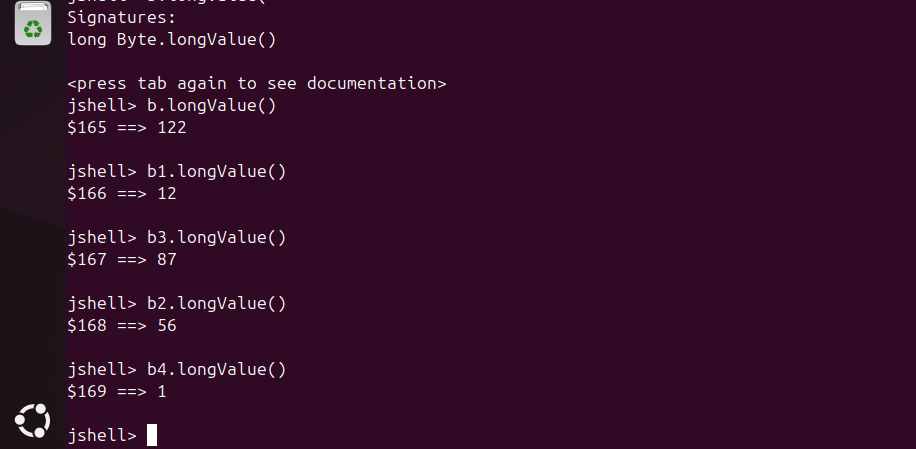 Signatures:
long Byte.longValue()
<press tab again to see documentation>
jshell> b.longValue()
$165 ==> 122
jshell> b1.longValue()
$166 ==> 12
jshell> b3.longValue()
$167 ==> 87
jshell> b2.longValue()
$168 ==> 56
jshell> b4.longValue()
$169 ==> 1
jshell>